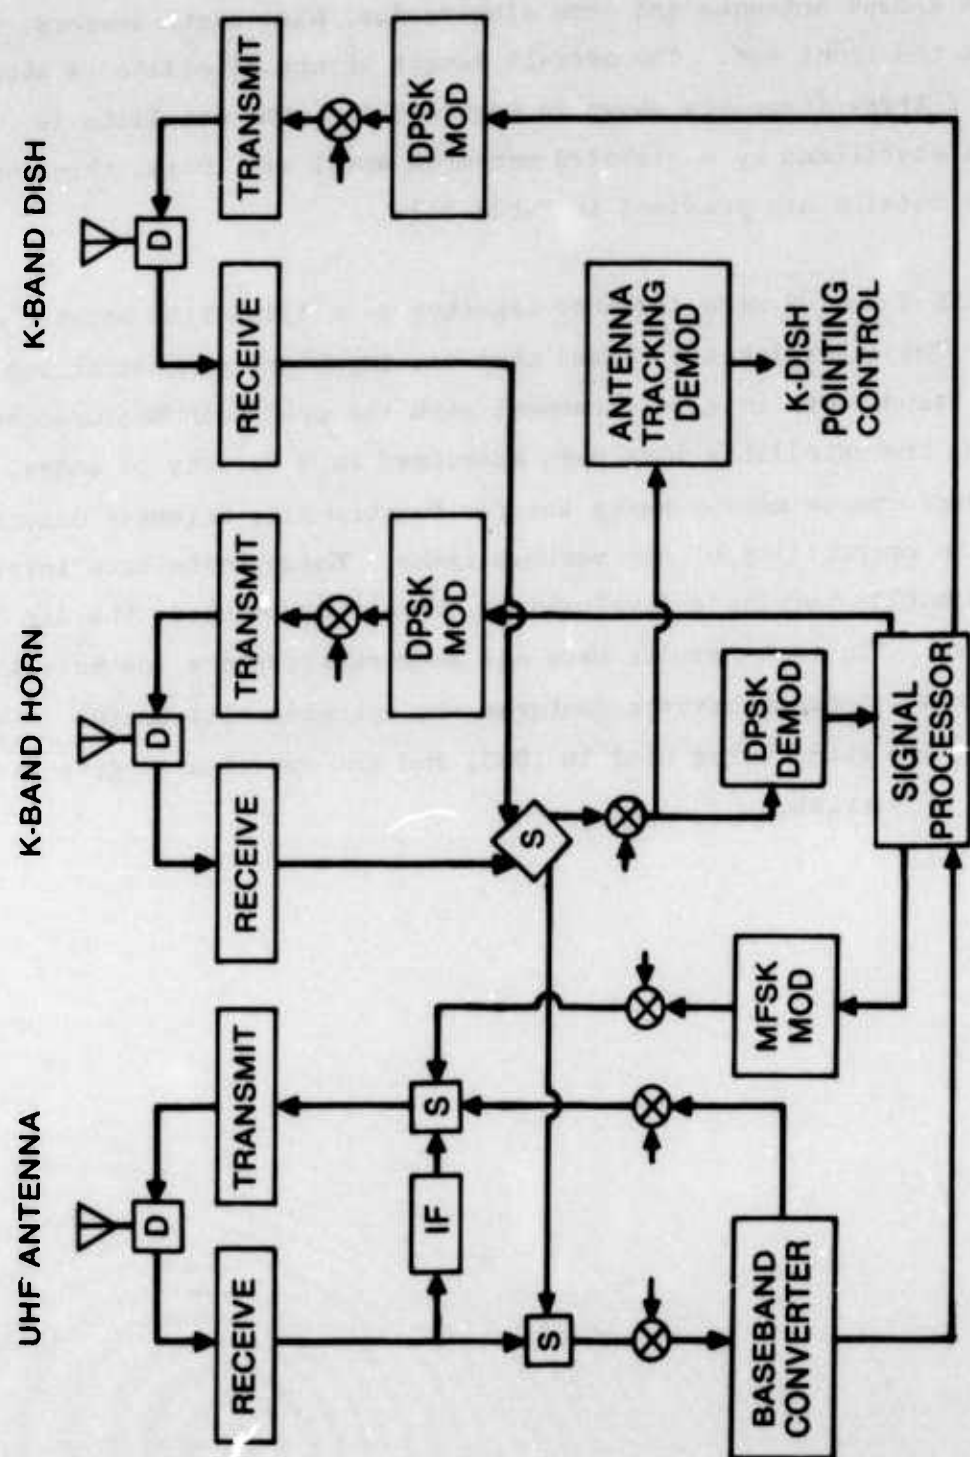 UHF ANTENNA
K-BAND HORN
K-BAND DISH
D
D
D
RECEIVE
TRANSMIT
RECEIVE
TRANSMIT
RECEIVE
TRANSMIT
IF
S
DPSK
MOD
DPSK
MOD
S
S
ANTENNA
TRACKING
DEMOD
BASEBAND
CONVERTER
MFSK
MOD
DPSK
DEMOD
K-DISH
POINTING
CONTROL
SIGNAL
PROCESSOR